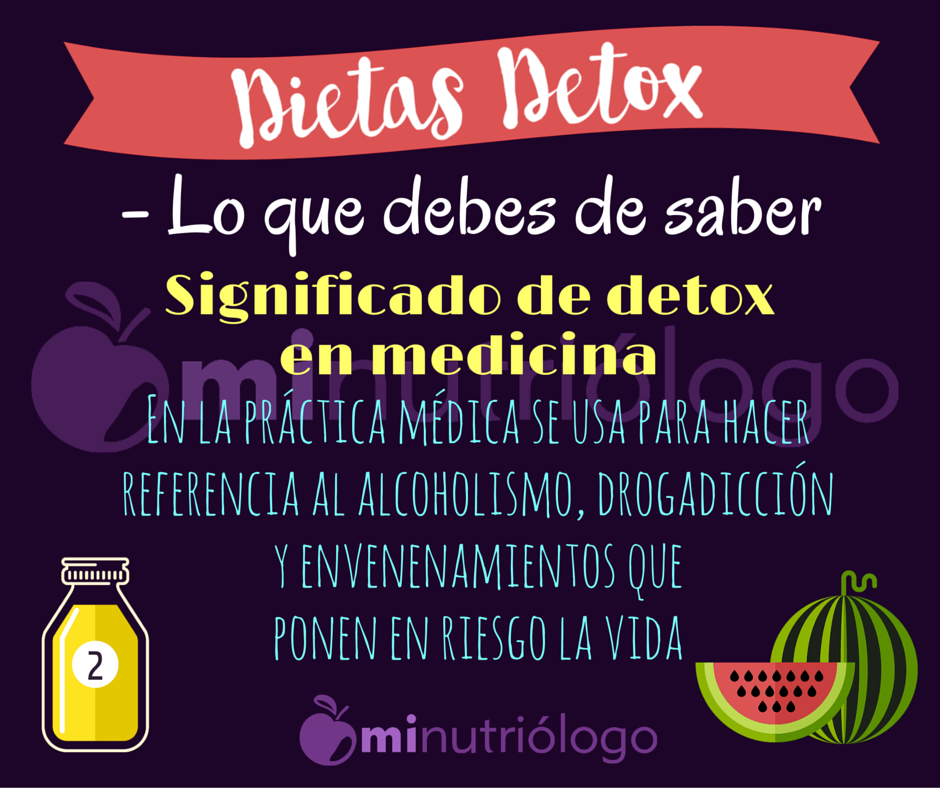 Dietas Detox
- Lo que debes de saber
Significado de detox
en medicina
minutriólogo
En la práctica médica se usa para hacer
referencia al alcoholismo, drogadicción
y envenenamientos que
ponen en riesgo la vida
2
minutriólogo